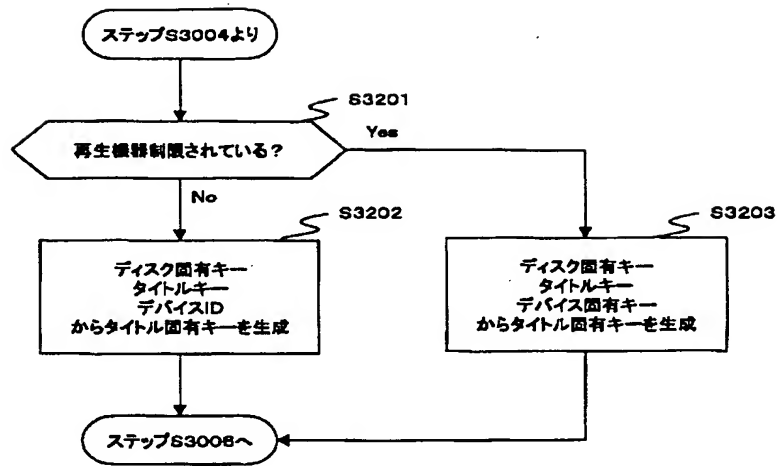 ステップS3004より
S3201
再生機器制限されている?
Yes
No
S3202
S3203
ディスク固有キー
タイトルキー
デバイスID
からタイトル固有キーを生成
ディスク固有キー
タイトルキー
デバイス固有キー
からタイトル固有キーを生成
ステップS3006へ